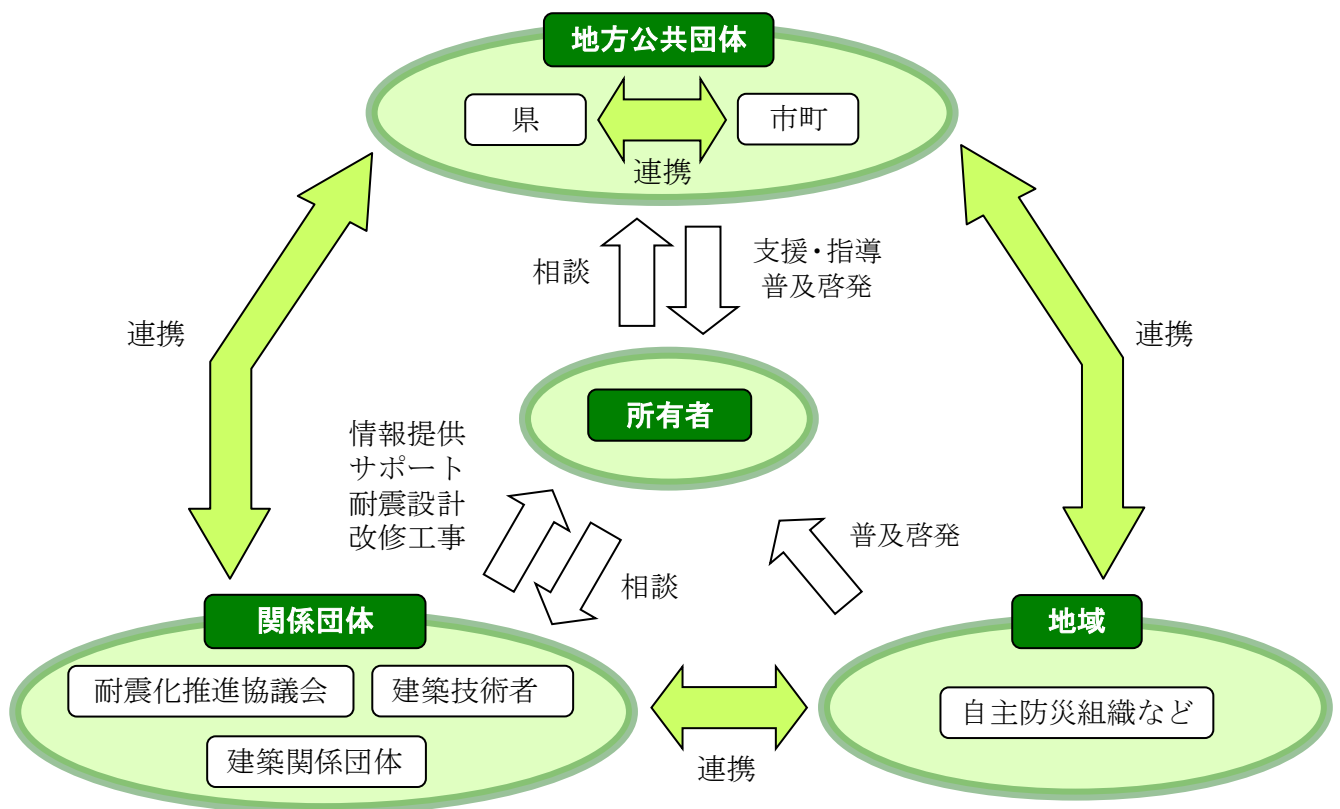 地方公共団体
県
市町
連携
相談
支援・指導
普及啓発
連携
連携
所有者
情報提供
サポート
耐震設計
改修工事
普及啓発
相談
関係団体
耐震化推進協議会
建築技術者
建築関係団体
連携
地域
自主防災組織など